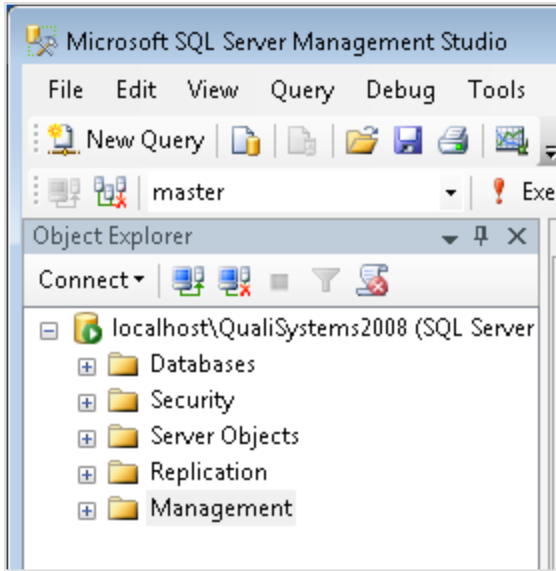 Microsoft SQL Server Management Studio
File Edit View Query Debug Tools
New Query
master Exe
Object Explorer
Connect
localhost\QualiSystems2008 (SQL Server
Databases
Security
Server Objects
Replication
Management